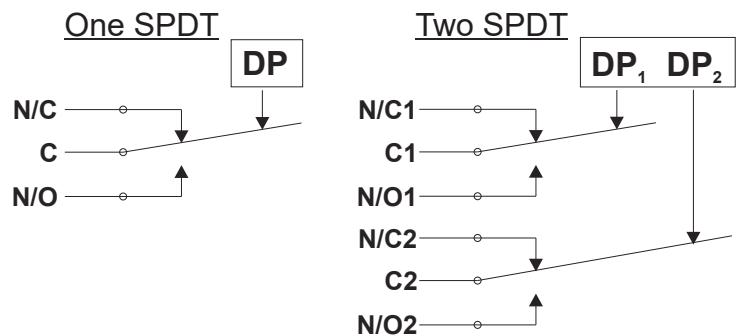 One SPDT
DP
N/C
C
N/O
Two SPDT
DP₁ DP₂
N/C1
C1
N/O1
N/C2
C2
N/O2